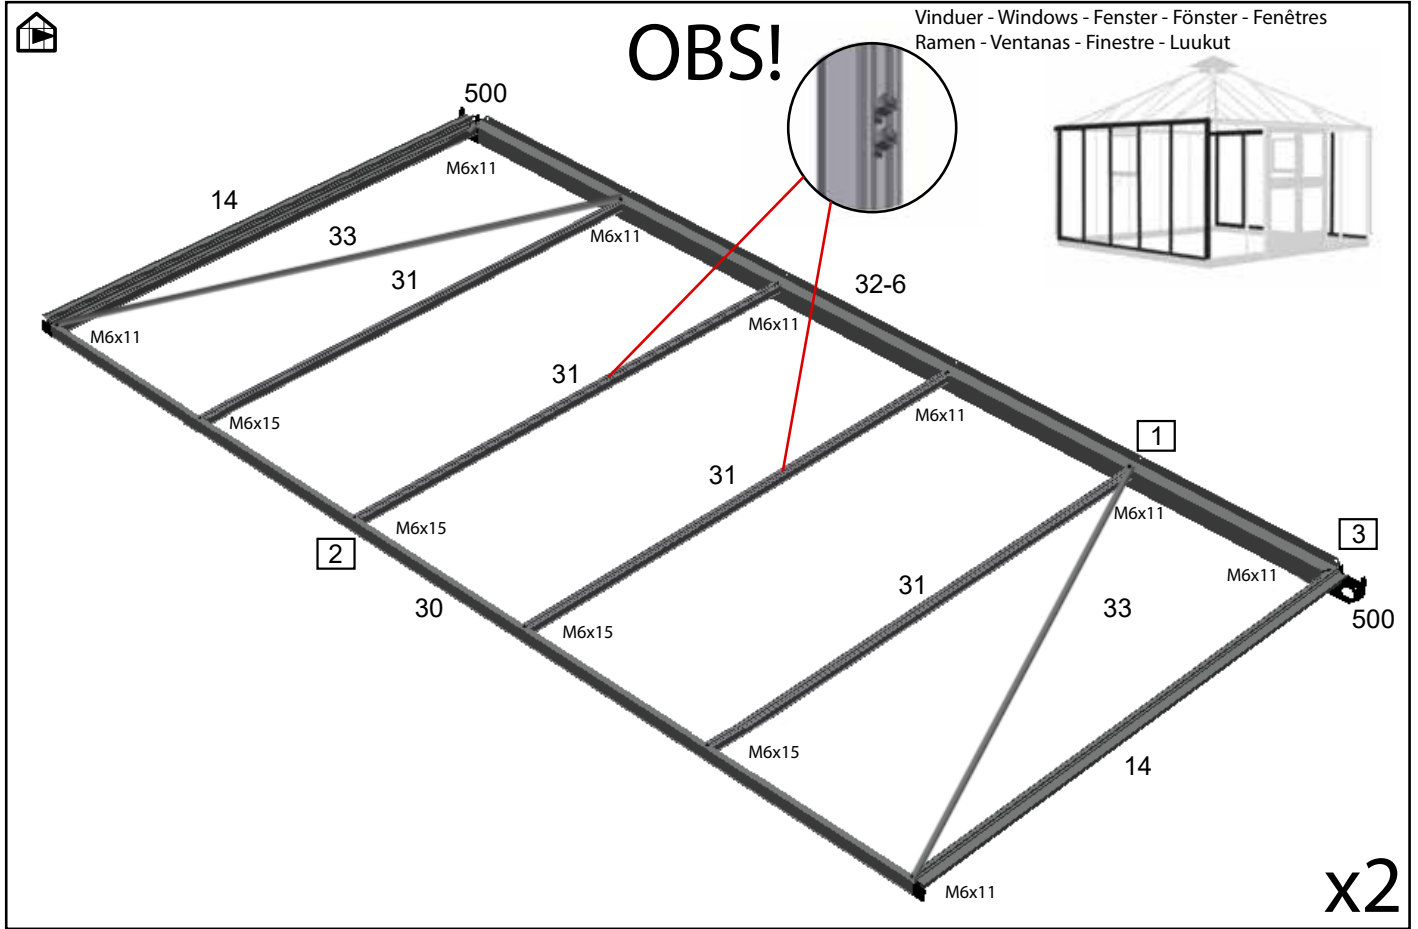 OBS!
Vinduer - Windows - Fenster - Fönster - Fenêtres
Ramen - Ventanas - Finestre - Luukut
500
M6x11
14
33
M6x11
31
32-6
M6x11
M6x11
31
M6x11
M6x15
1
31
M6x11
M6x15
3
2
M6x11
31
33
30
500
M6x15
M6x15
14
M6x11
x2